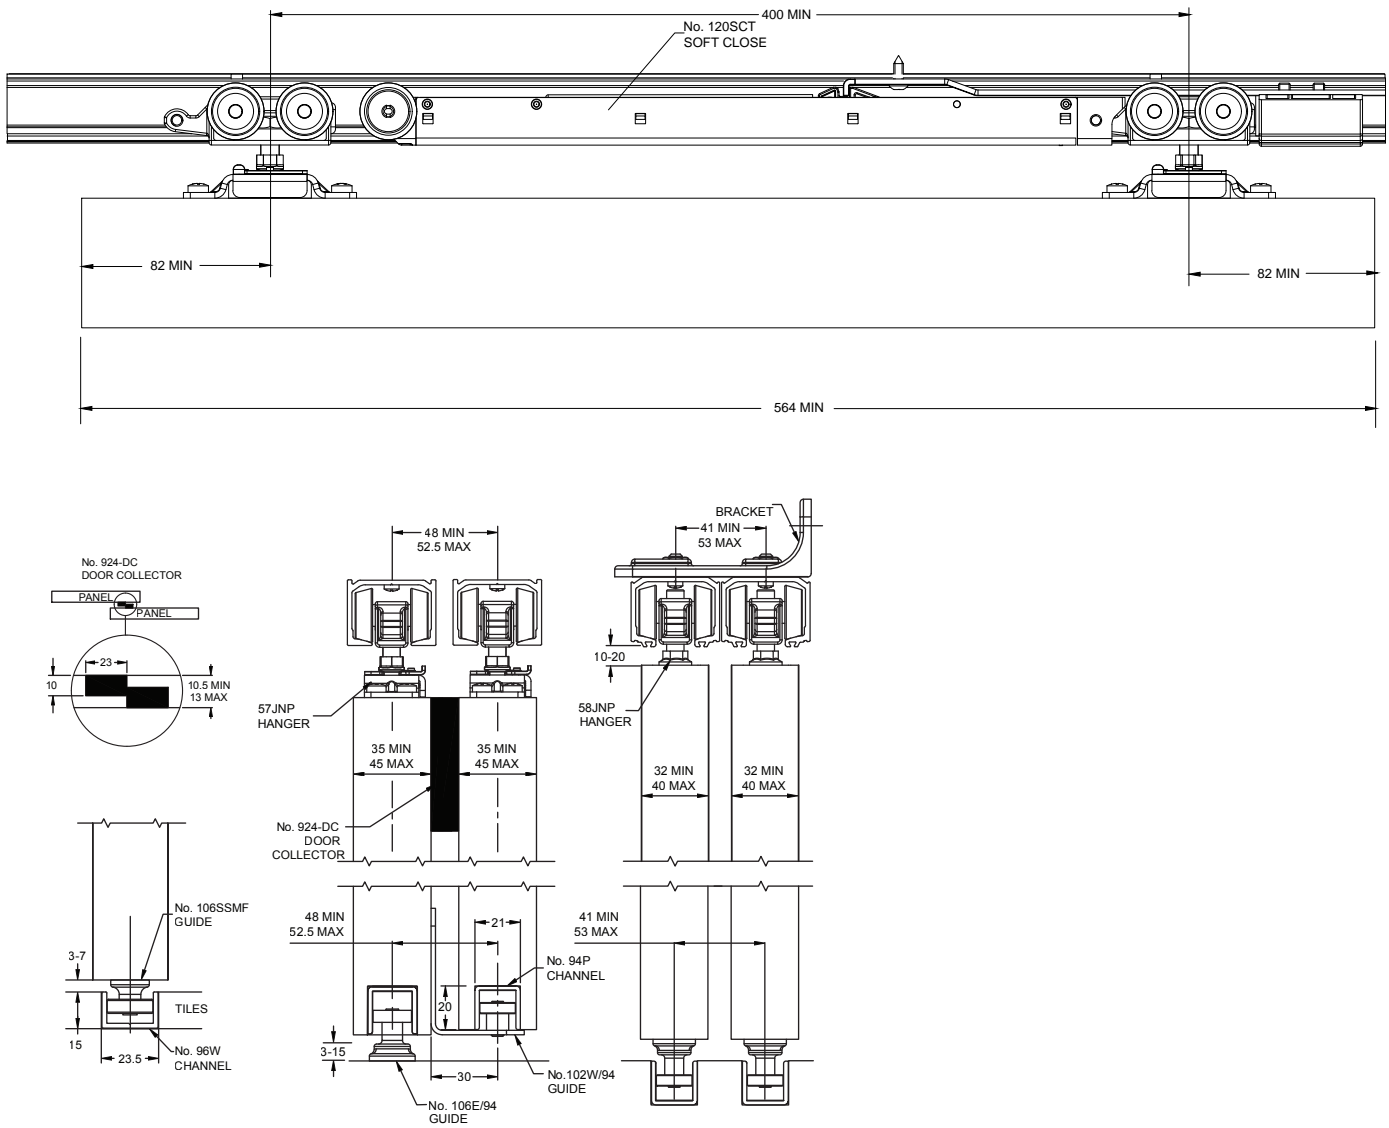 400 MIN
No. 120SCT
SOFT CLOSE
82 MIN
82 MIN
564 MIN
No. 924-DC
DOOR COLLECTOR
PANEL
PANEL
23
10
10.5 MIN
13 MAX
48 MIN
52.5 MAX
57JNP
HANGER
35 MIN
45 MAX
35 MIN
45 MAX
No. 924-DC
DOOR
COLLECTOR
BRACKET
41 MIN
53 MAX
10-20
58JNP
HANGER
32 MIN
40 MAX
32 MIN
40 MAX
No. 106SSMF
GUIDE
3-7
TILES
15
23.5
No. 96W
CHANNEL
48 MIN
52.5 MAX
21
No. 94P
CHANNEL
20
3-15
30
No.102W/94
GUIDE
No. 106E/94
GUIDE
41 MIN
53 MAX